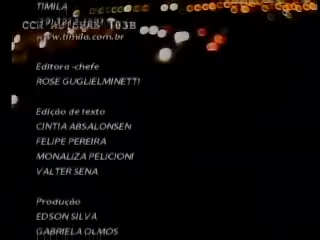 TIMILA
www.timila.com.br
Editora -chefe
ROSE GUGLIELMINETTI
Edição de texto
CINTIA ABSALONSEN
FELIPE PEREIRA
MONALIZA PELICIONI
VALTER SENA
Produção
EDSON SILVA
GABRIELA OLMOS